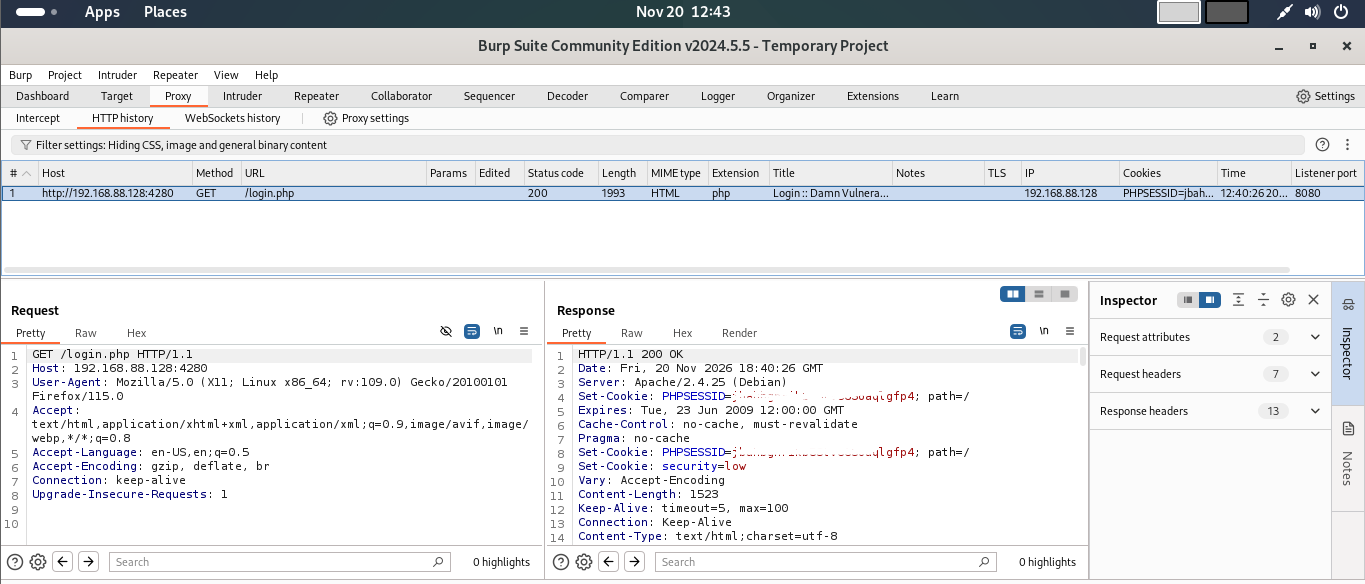 Apps Places Nov 20 12:43
Burp Suite Community Edition v2024.5.5 - Temporary Project
Burp Project Intruder Repeater View Help
Dashboard Target Proxy Intruder Repeater Collaborator Sequencer Decoder Comparer Logger Organizer Extensions Learn Settings
Intercept HTTP history WebSockets history Proxy settings
Filter settings: Hiding CSS, image and general binary content
# Host Method URL Params Edited Status code Length MIME type Extension Title Notes TLS IP Cookies Time Listener port
1 http://192.168.88.128:4280 GET /login.php 200 1993 HTML php Login :: Damn Vulnera... 192.168.88.128 PHPSESSID=jbah... 12:40:26 20... 8080
Request
Pretty Raw Hex \n
1 GET /login.php HTTP/1.1
2 Host: 192.168.88.128:4280
3 User-Agent: Mozilla/5.0 (X11; Linux x86_64; rv:109.0) Gecko/20100101
Firefox/115.0
4 Accept:
text/html,application/xhtml+xml,application/xml;q=0.9,image/avif,image/
webp,*/*;q=0.8
5 Accept-Language: en-US,en;q=0.5
6 Accept-Encoding: gzip, deflate, br
7 Connection: keep-alive
8 Upgrade-Insecure-Requests: 1
9
10
Search 0 highlights
Response
Pretty Raw Hex Render \n
1 HTTP/1.1 200 OK
2 Date: Fri, 20 Nov 2026 18:40:26 GMT
3 Server: Apache/2.4.25 (Debian)
4 Set-Cookie: PHPSESSID= path=/
5 Expires: Tue, 23 Jun 2009 12:00:00 GMT
6 Cache-Control: no-cache, must-revalidate
7 Pragma: no-cache
8 Set-Cookie: PHPSESSID= path=/
9 Set-Cookie: security=low
10 Vary: Accept-Encoding
11 Content-Length: 1523
12 Keep-Alive: timeout=5, max=100
13 Connection: Keep-Alive
14 Content-Type: text/html;charset=utf-8
Search 0 highlights
Inspector
Request attributes 2
Request headers 7
Response headers 13
Inspector
Notes